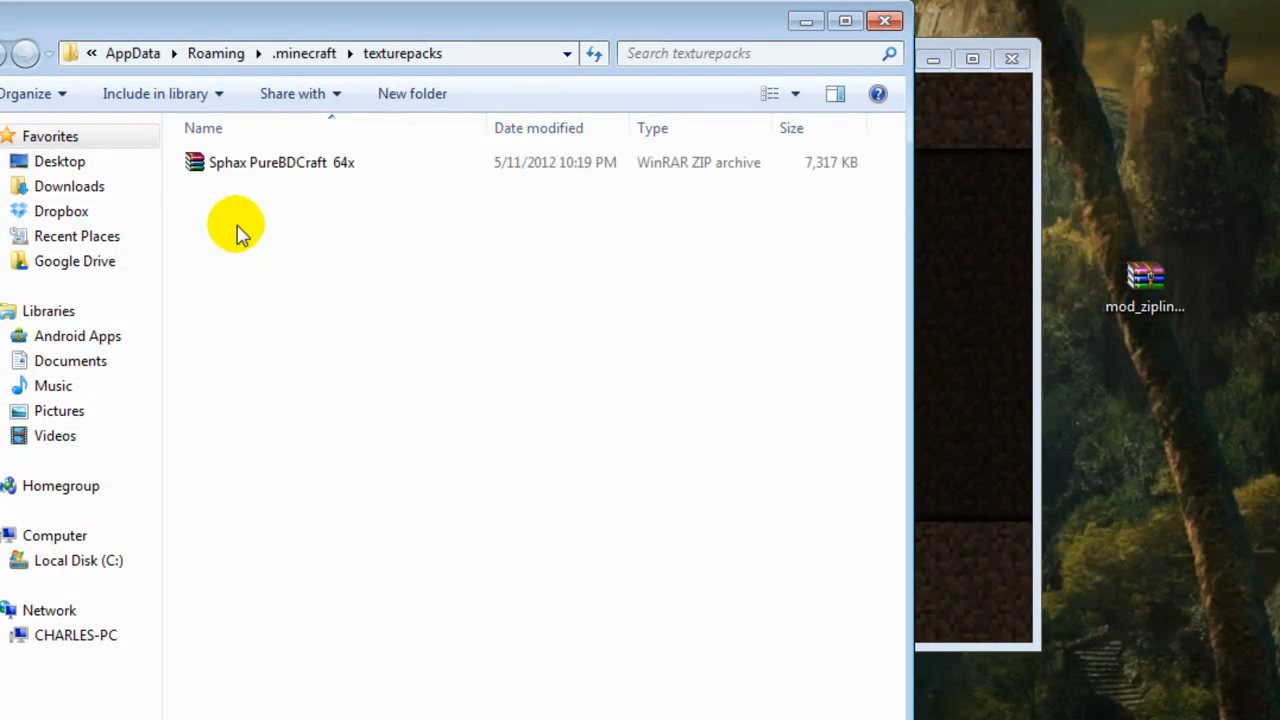 « AppData Roaming .minecraft texturepacks Search texturepacks
Organize Include in library Share with New folder
Name Date modified Type Size
Sphax PureBDCraft 64x 5/11/2012 10:19 PM WinRAR ZIP archive 7,317 KB
Favorites
Desktop
Downloads
Dropbox
Recent Places
Google Drive
Libraries
Android Apps
Documents
Music
Pictures
Videos
Homegroup
Computer
Local Disk (C:)
Network
CHARLES-PC
mod_ziplin...